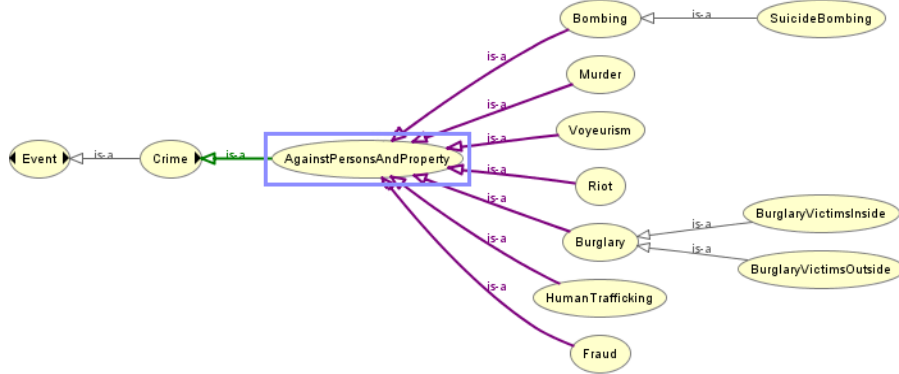 Bombing
is-a
SuicideBombing
is-a
Murder
is-a
Voyeurism
is-a
Event
is-a
Crime
is-a
AgainstPersonsAndProperty
Riot
is-a
Burglary
is-a
BurglaryVictimsInside
is-a
BurglaryVictimsOutside
is-a
HumanTrafficking
is-a
Fraud
is-a